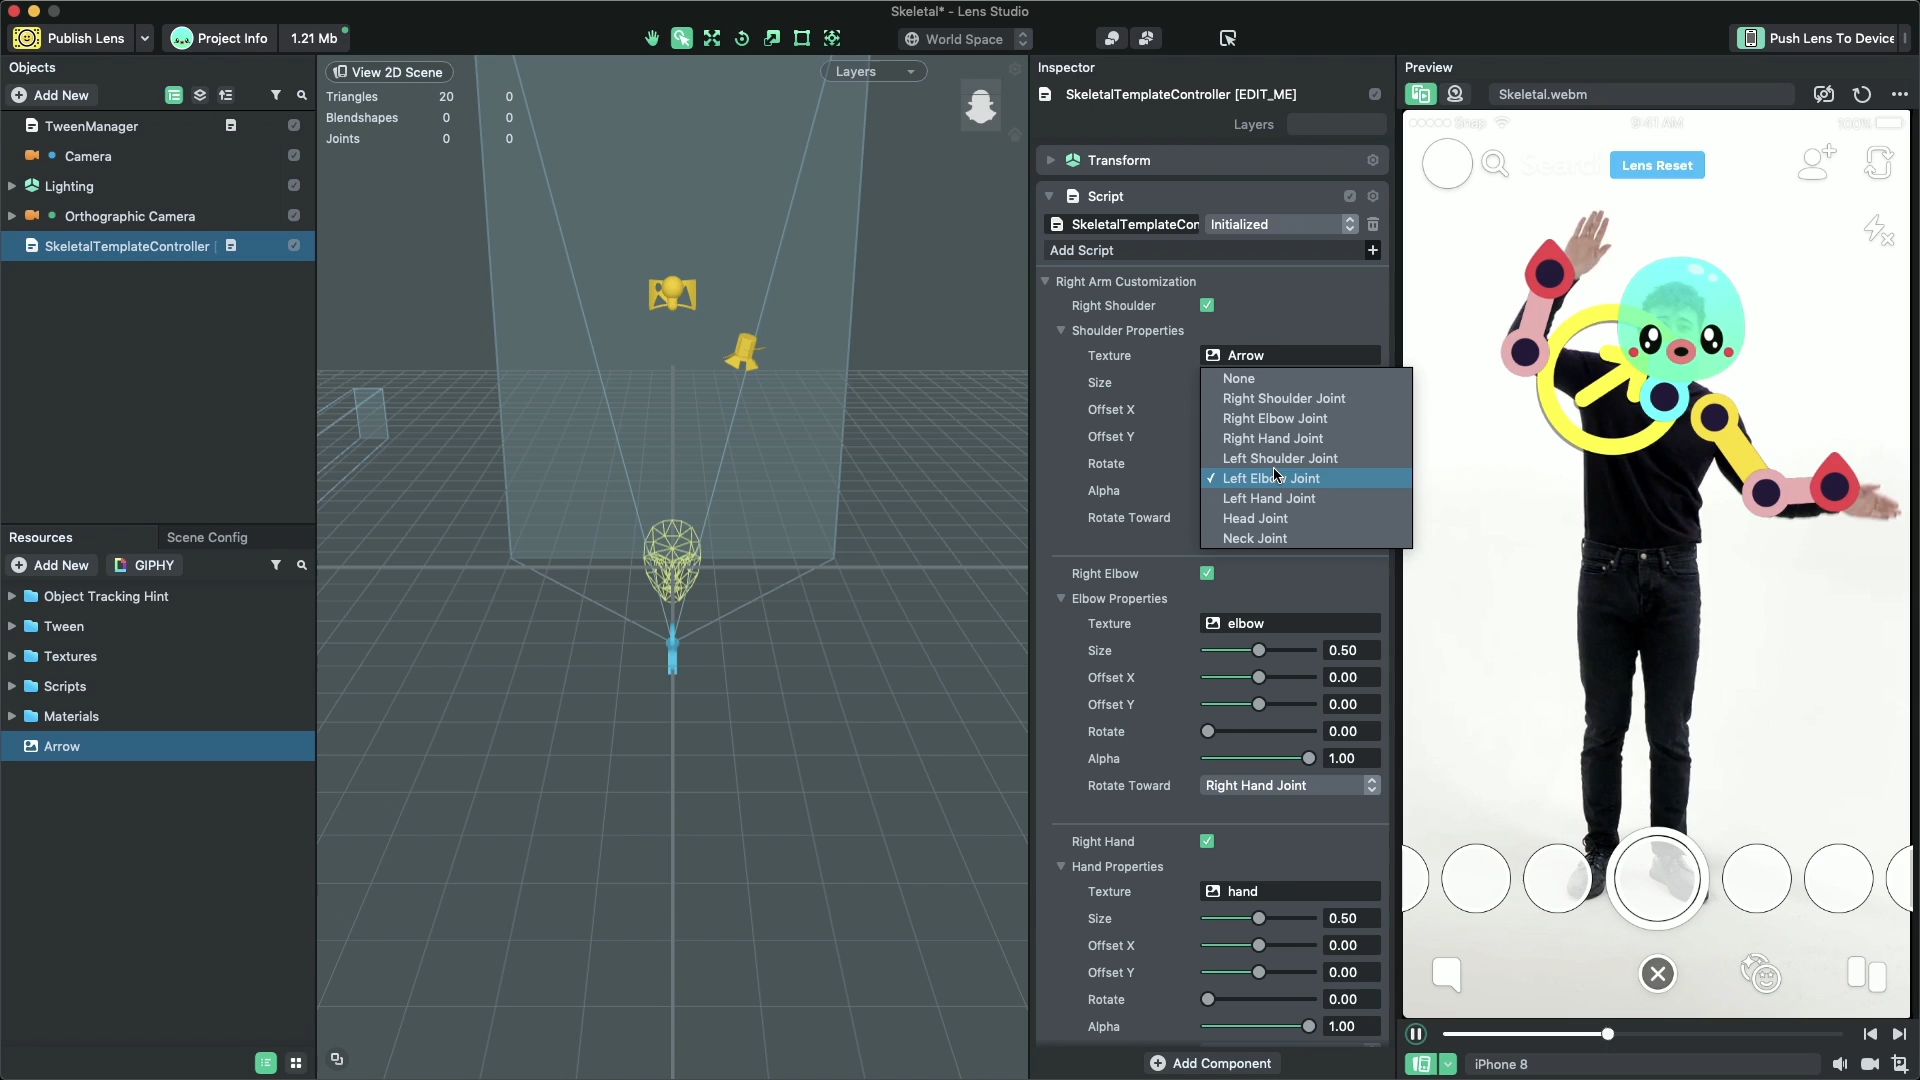 Skeletal* - Lens Studio
Publish Lens
Project Info
1.21 Mb
World Space
Push Lens To Device
Objects
Add New
TweenManager
Camera
Lighting
Orthographic Camera
SkeletalTemplateController
Resources
Scene Config
Add New
GIPHY
Object Tracking Hint
Tween
Textures
Scripts
Materials
Arrow
View 2D Scene
Layers
Triangles 20 0
Blendshapes 0 0
Joints 0 0
Inspector
SkeletalTemplateController [EDIT_ME]
Layers
Transform
Script
SkeletalTemplateCon
Initialized
Add Script
Right Arm Customization
Right Shoulder
Shoulder Properties
Texture Arrow
Size
Offset X
Offset Y
Rotate
Alpha
Rotate Toward
None
Right Shoulder Joint
Right Elbow Joint
Right Hand Joint
Left Shoulder Joint
Left Elbow Joint
Left Hand Joint
Head Joint
Neck Joint
Right Elbow
Elbow Properties
Texture elbow
Size 0.50
Offset X 0.00
Offset Y 0.00
Rotate 0.00
Alpha 1.00
Rotate Toward Right Hand Joint
Right Hand
Hand Properties
Texture hand
Size 0.50
Offset X 0.00
Offset Y 0.00
Rotate 0.00
Alpha 1.00
Add Component
Preview
Skeletal.webm
Snap 9:41 AM 100%
Search
Lens Reset
iPhone 8